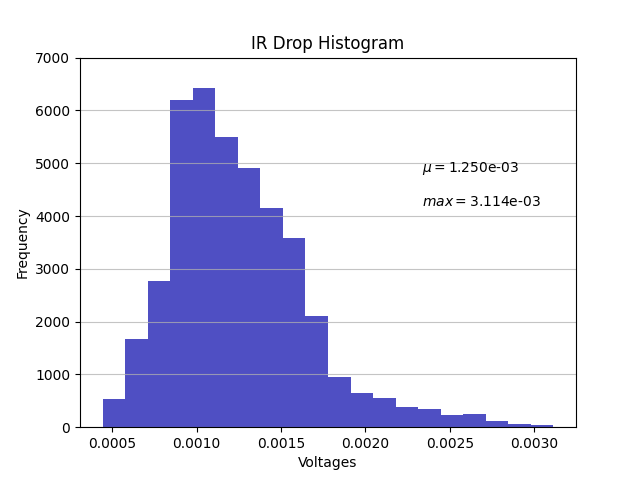 IR Drop Histogram
7000
6000
5000
4000
3000
2000
1000
0
Frequency
μ = 1.250e-03
max = 3.114e-03
0.0005 0.0010 0.0015 0.0020 0.0025 0.0030
Voltages